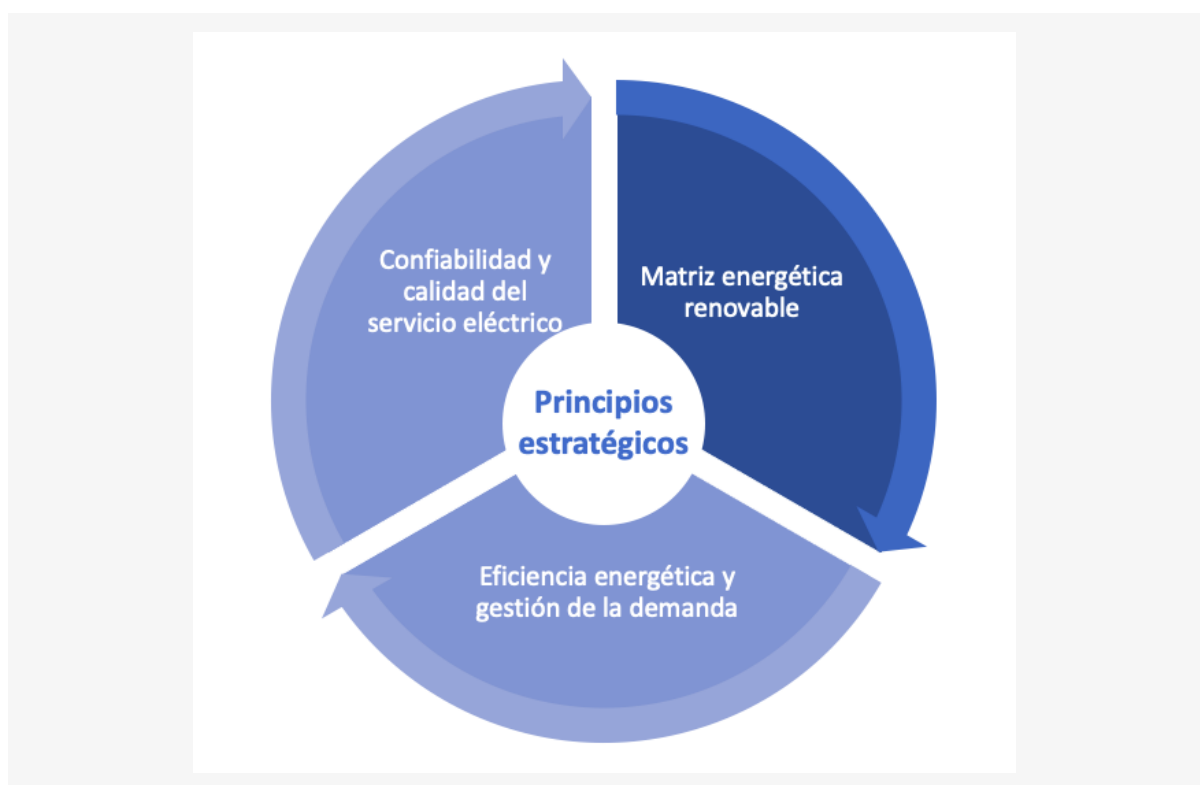 Confiabilidad y
calidad del
servicio eléctrico
Matriz energética
renovable
Principios
estratégicos
Eficiencia energética y
gestión de la demanda